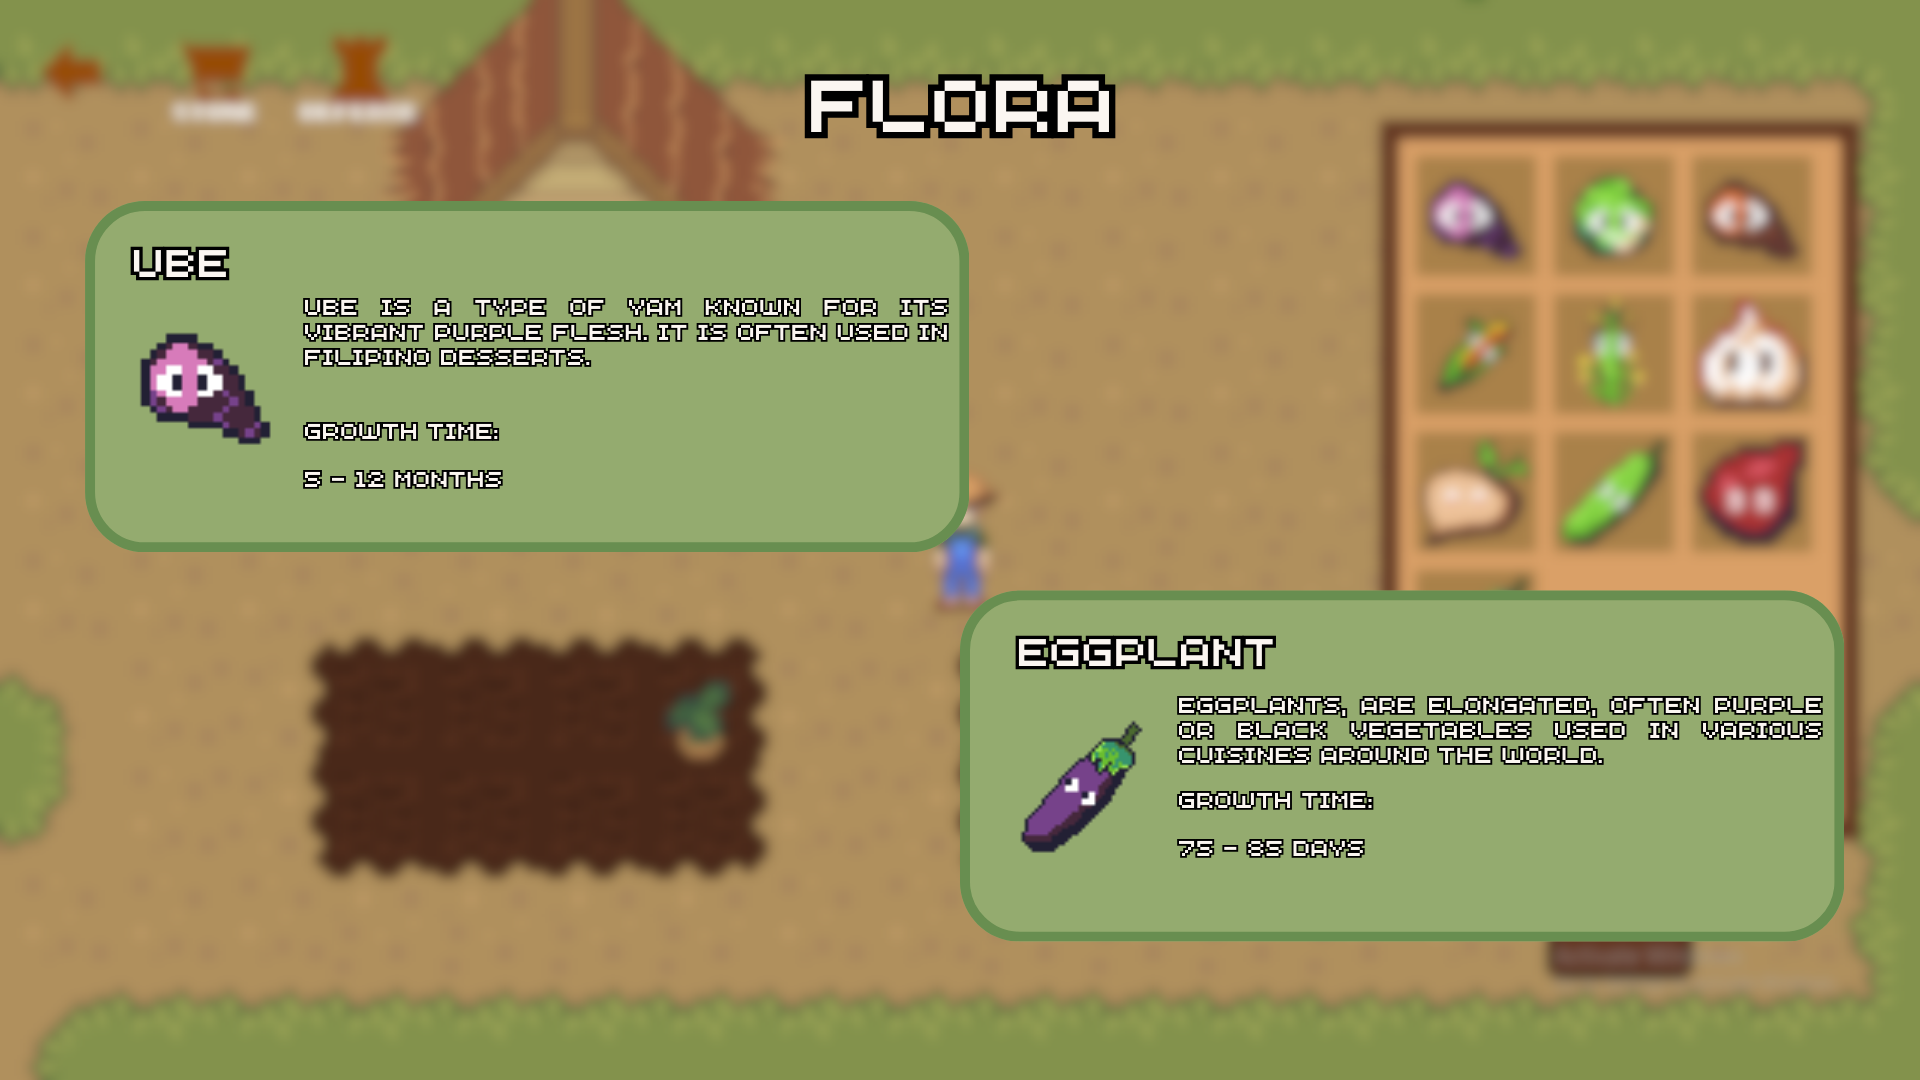 FLORA
UBE
UBE IS A TYPE OF YAM KNOWN FOR ITS
VIBRANT PURPLE FLESH. IT IS OFTEN USED IN
FILIPINO DESSERTS.
GROWTH TIME:
5 - 12 MONTHS
EGGPLANT
EGGPLANTS, ARE ELONGATED, OFTEN PURPLE
OR BLACK VEGETABLES USED IN VARIOUS
CUISINES AROUND THE WORLD.
GROWTH TIME:
75 - 85 DAYS